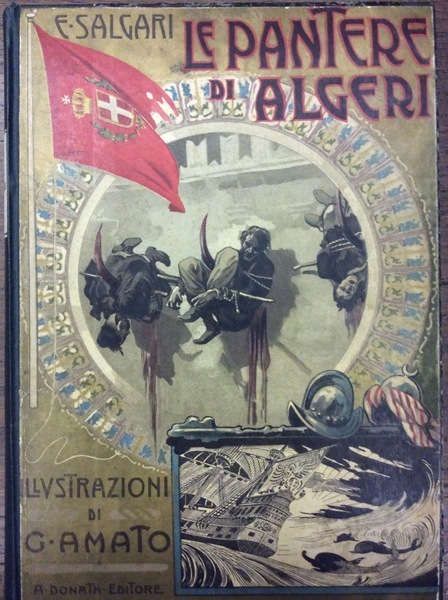 E·SALGARI
LE PANTERE
DI ALGERI
ILLVSTRAZIONI
DI
G·AMATO
A·DONATH·EDITORE